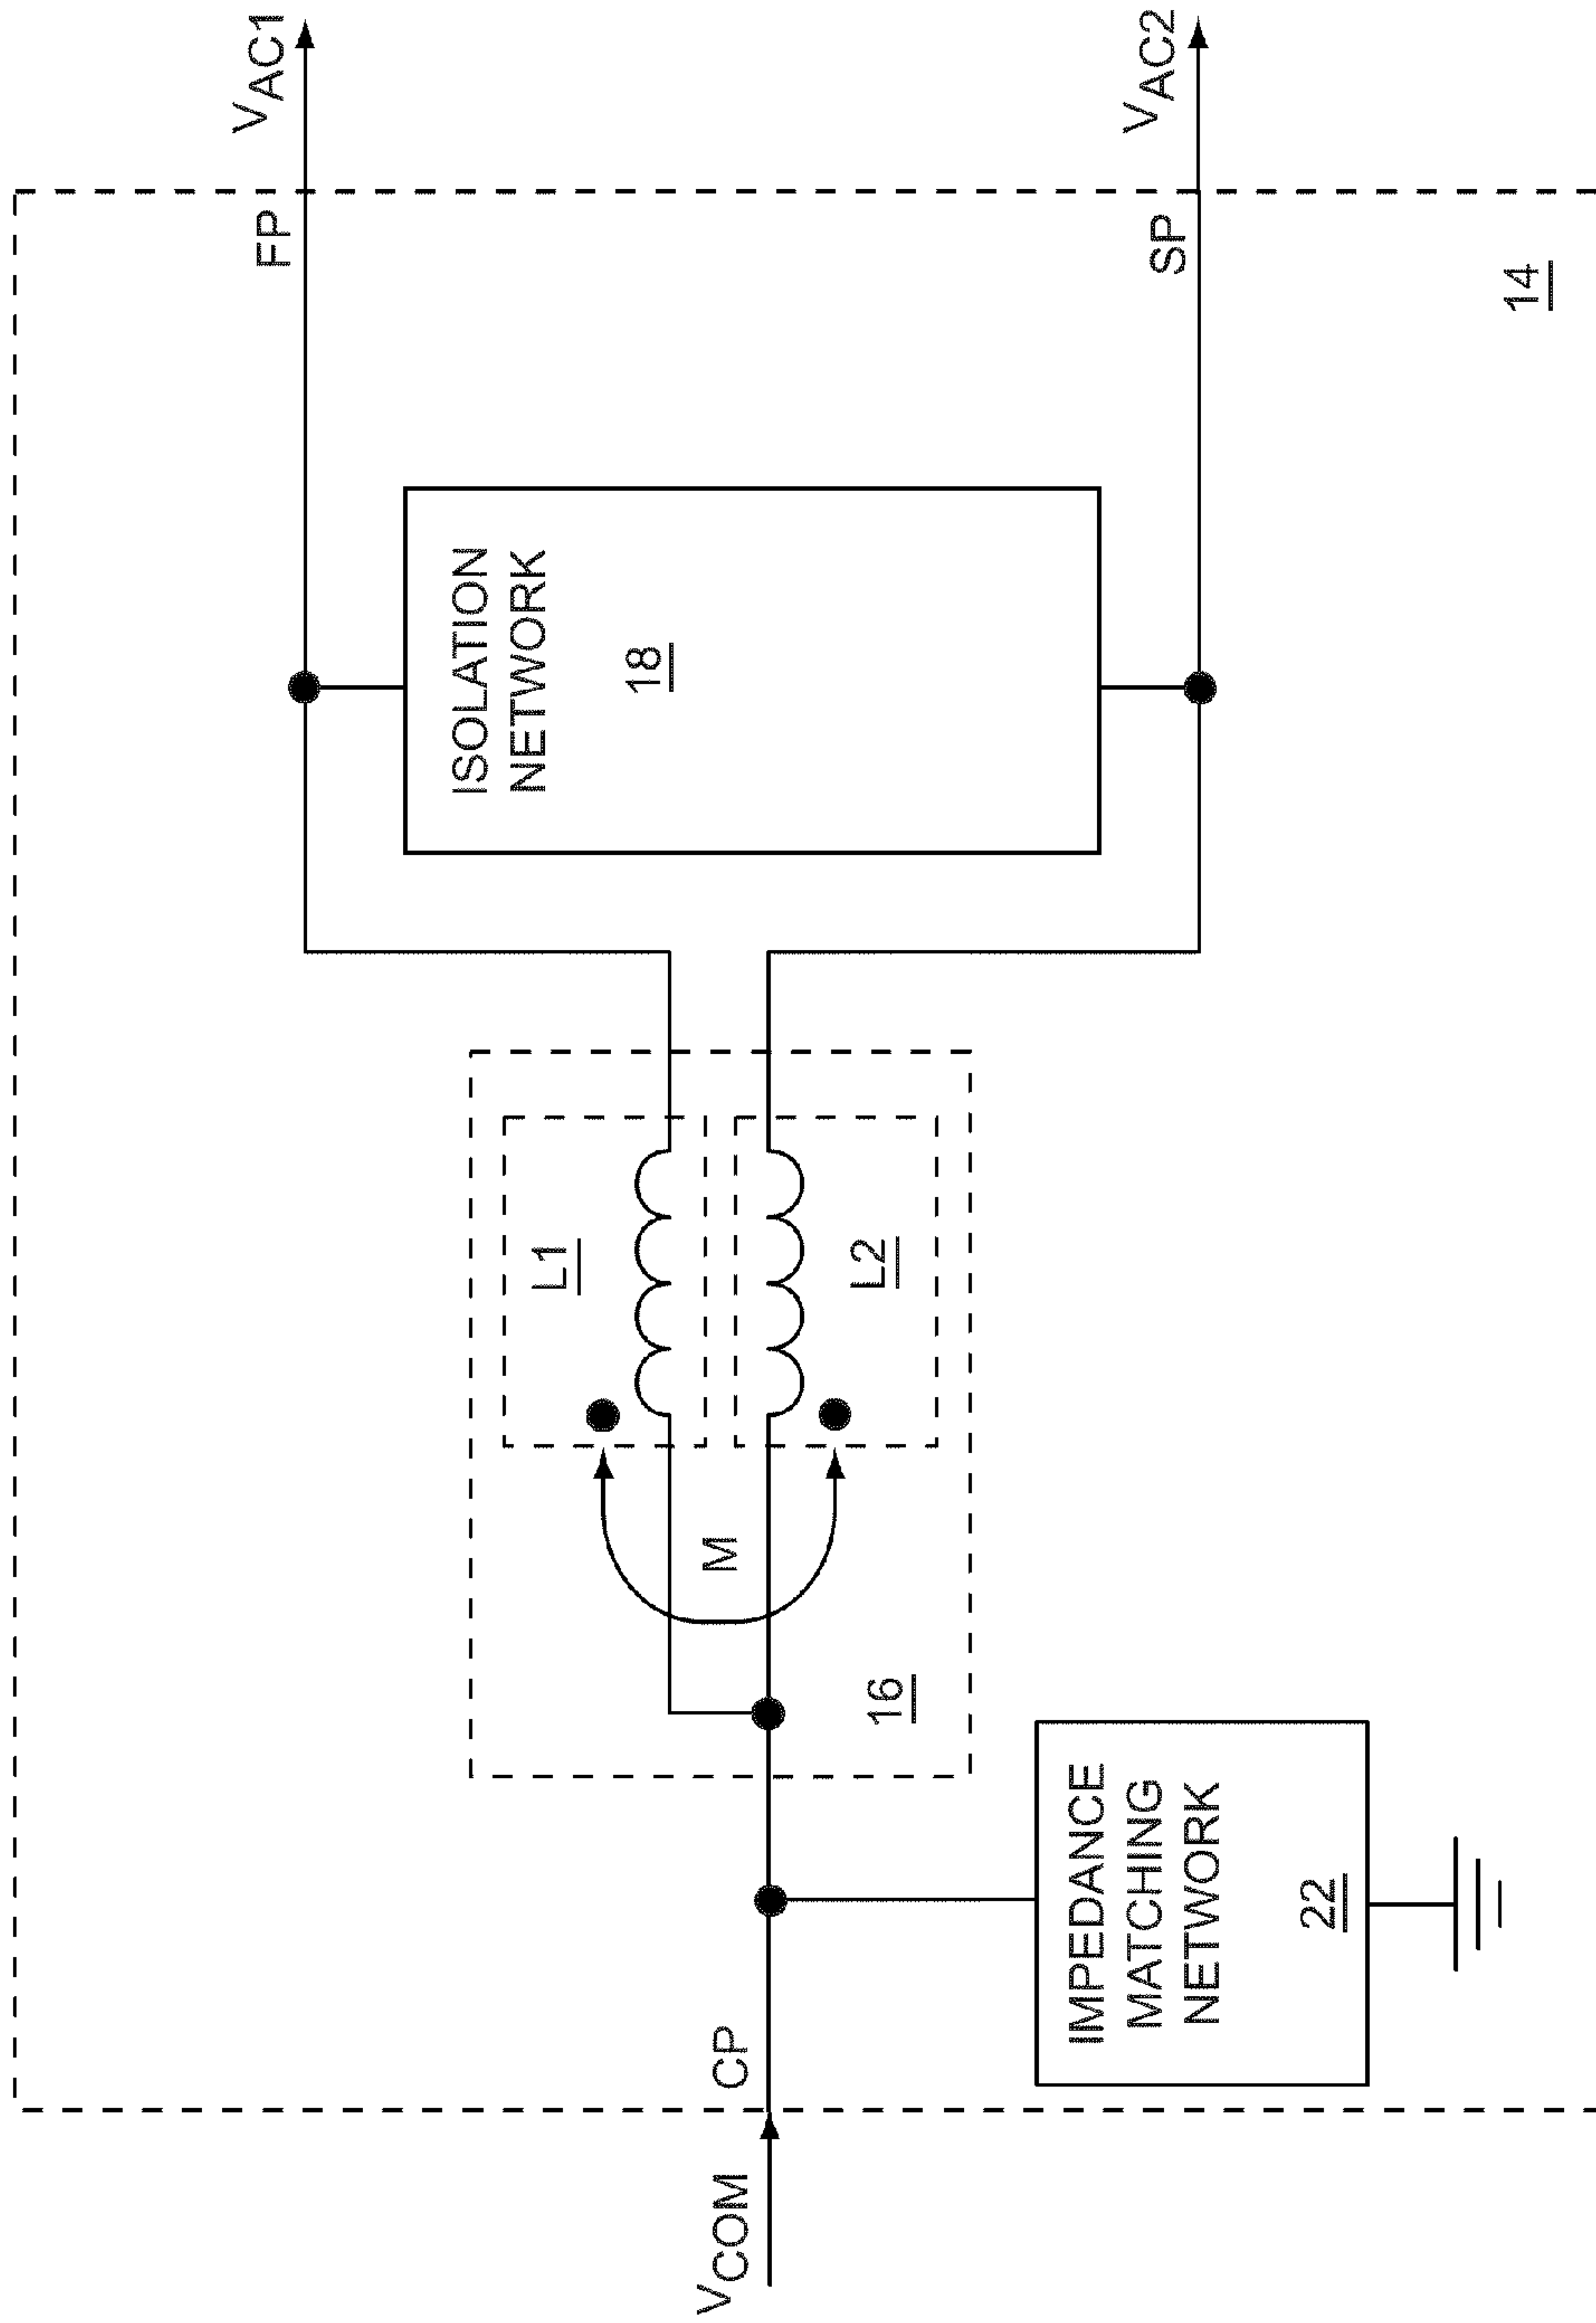 VAC1
FP
ISOLATION
NETWORK
18
L1
M
L2
16
VCOM
CP
IMPEDANCE
MATCHING
NETWORK
22
VAC2
SP
14